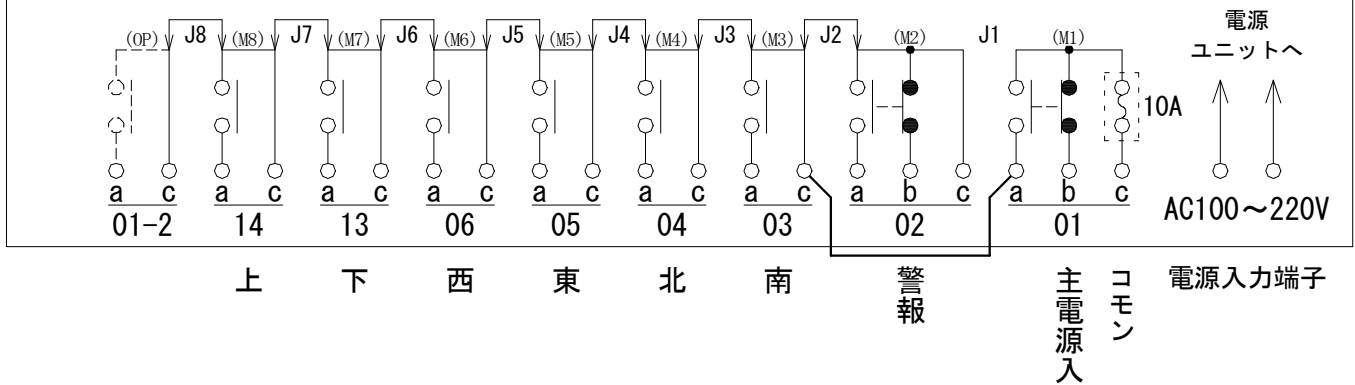 電源
ユニットへ
(OP) J8 (M8) J7 (M7) J6 (M6) J5 (M5) J4 (M4) J3 (M3) J2 (M2) J1 (M1)
10A
a c a c a c a c a c a c a c a b c a b c
01-2 14 13 06 05 04 03 02 01 AC100～220V
上 下 西 東 北 南 警報 主電源入 コモン 電源入力端子